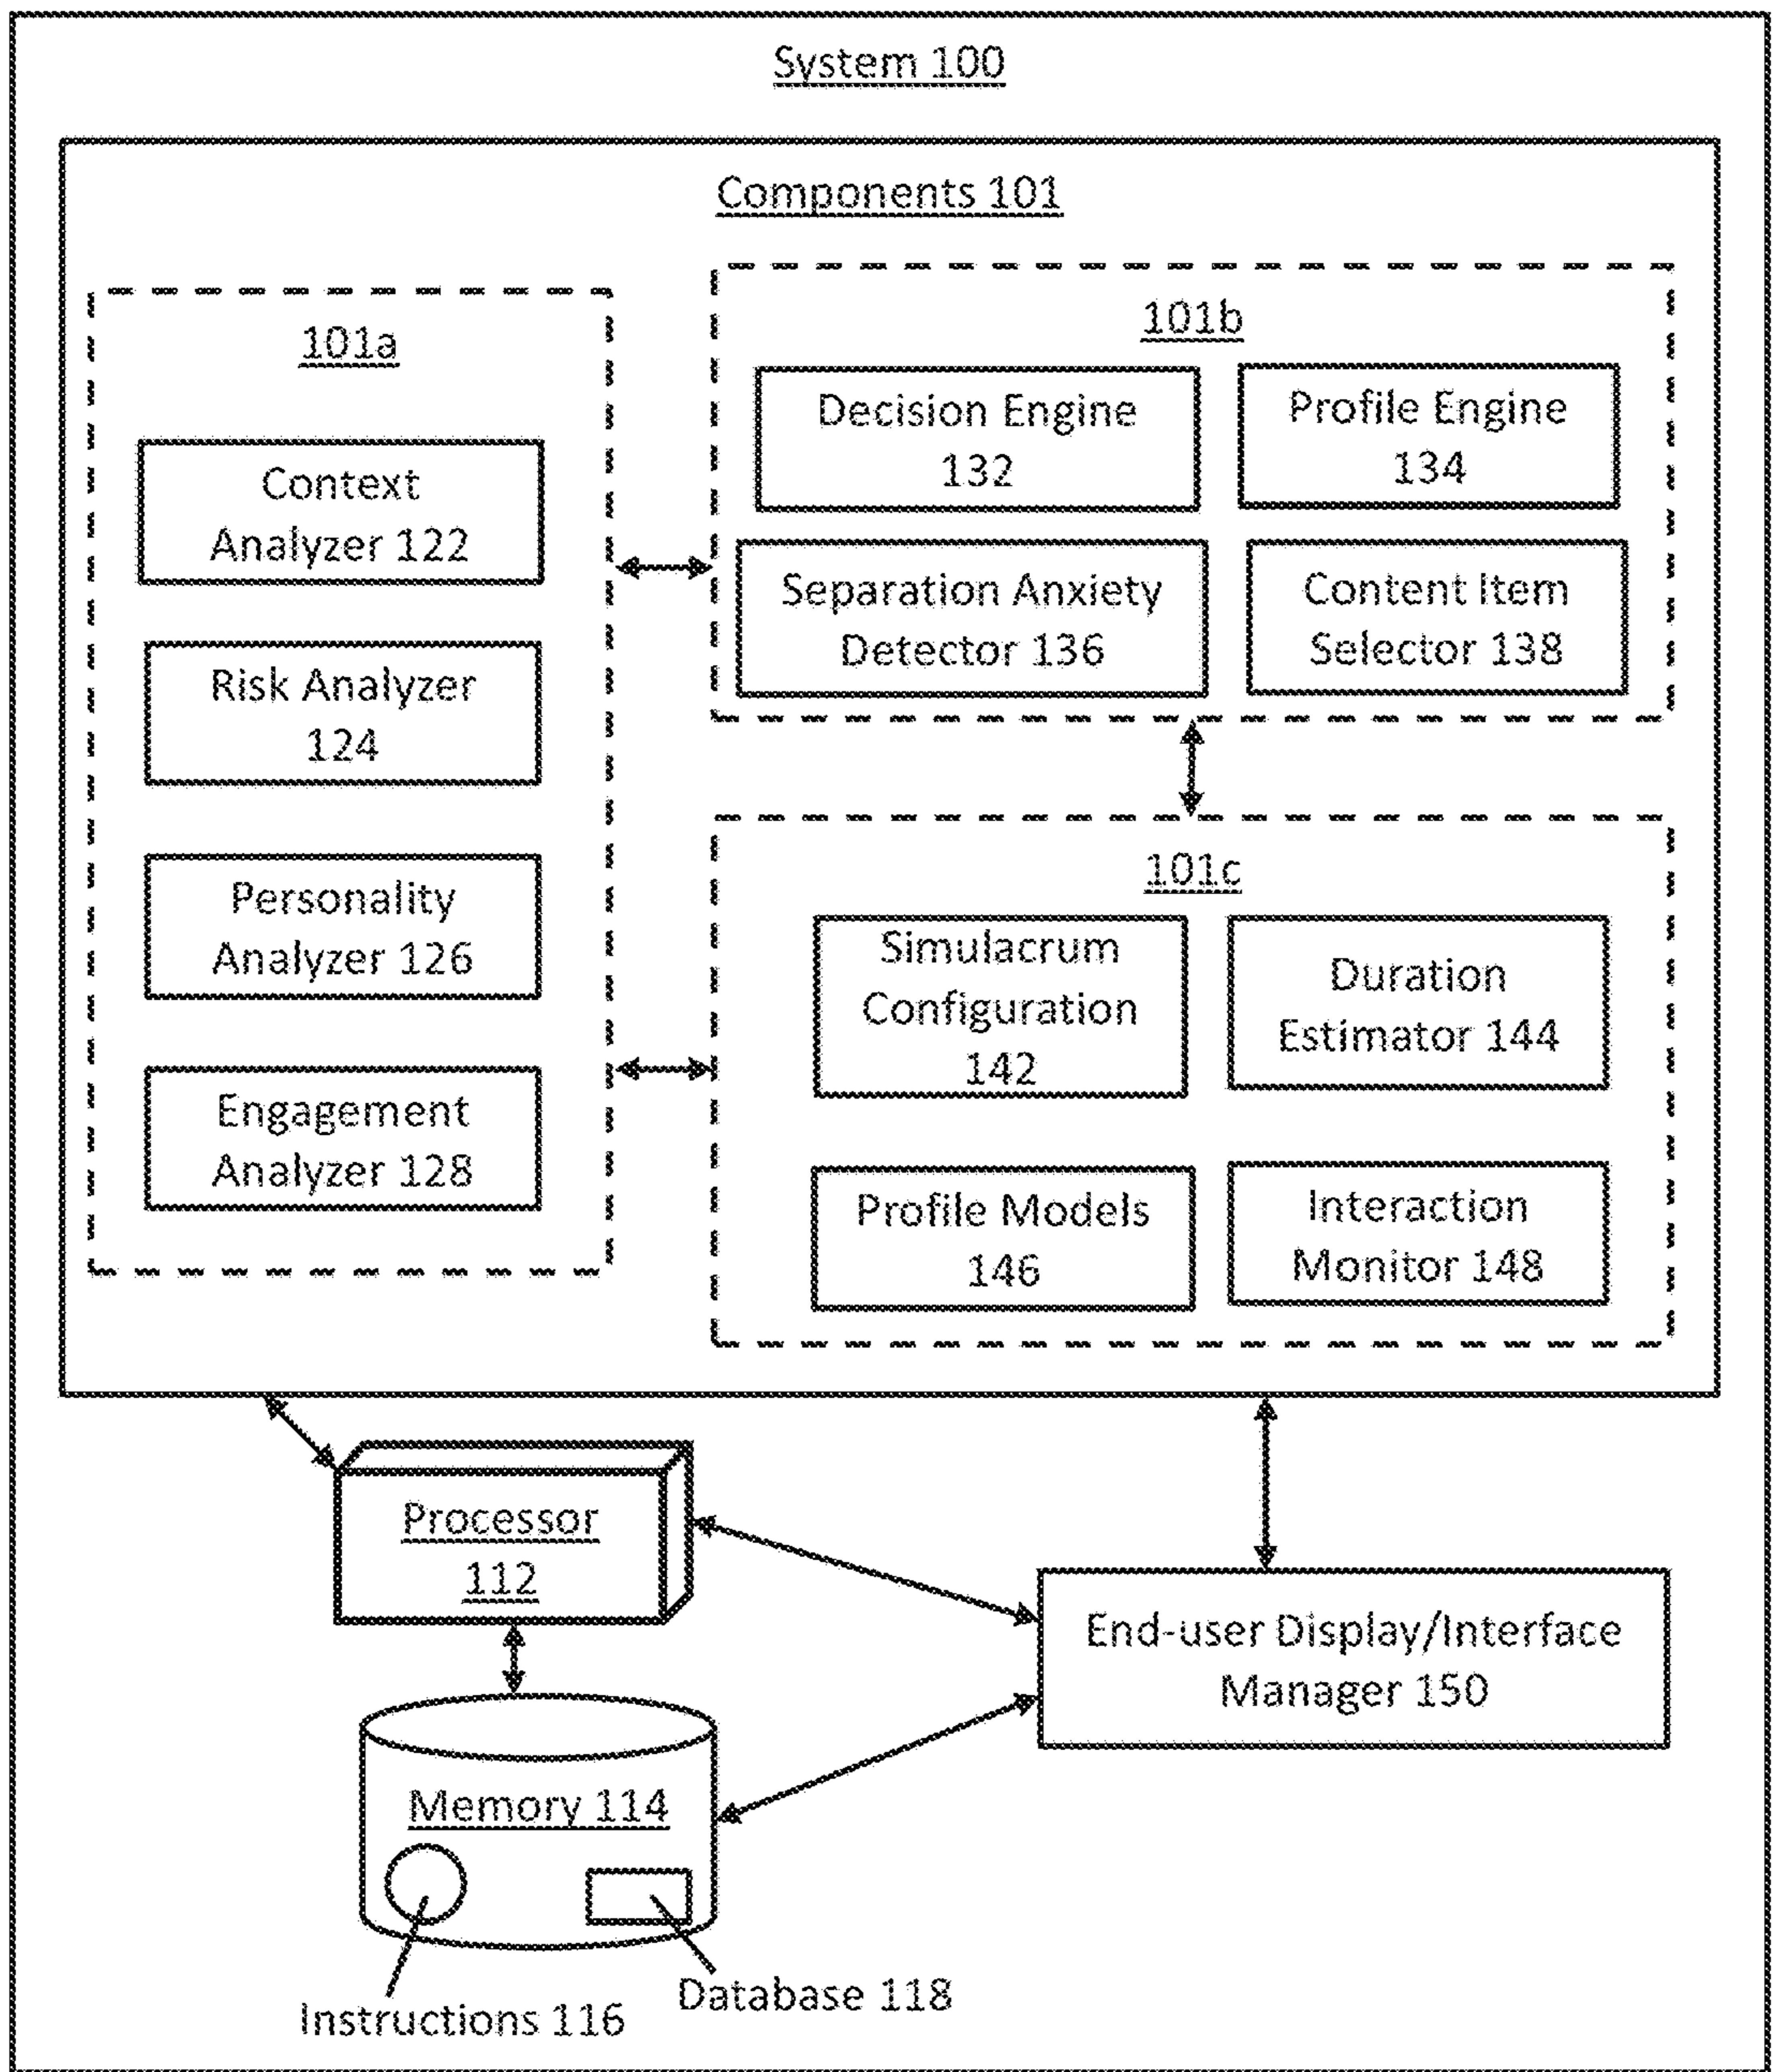 System 100
Components 101
101a
Context
Analyzer 122
Risk Analyzer
124
Personality
Analyzer 126
Engagement
Analyzer 128
101b
Decision Engine
132
Profile Engine
134
Separation Anxiety
Detector 136
Content Item
Selector 138
101c
Simulacrum
Configuration
142
Duration
Estimator 144
Profile Models
146
Interaction
Monitor 148
Processor
112
End-user Display/Interface
Manager 150
Memory 114
Instructions 116
Database 118